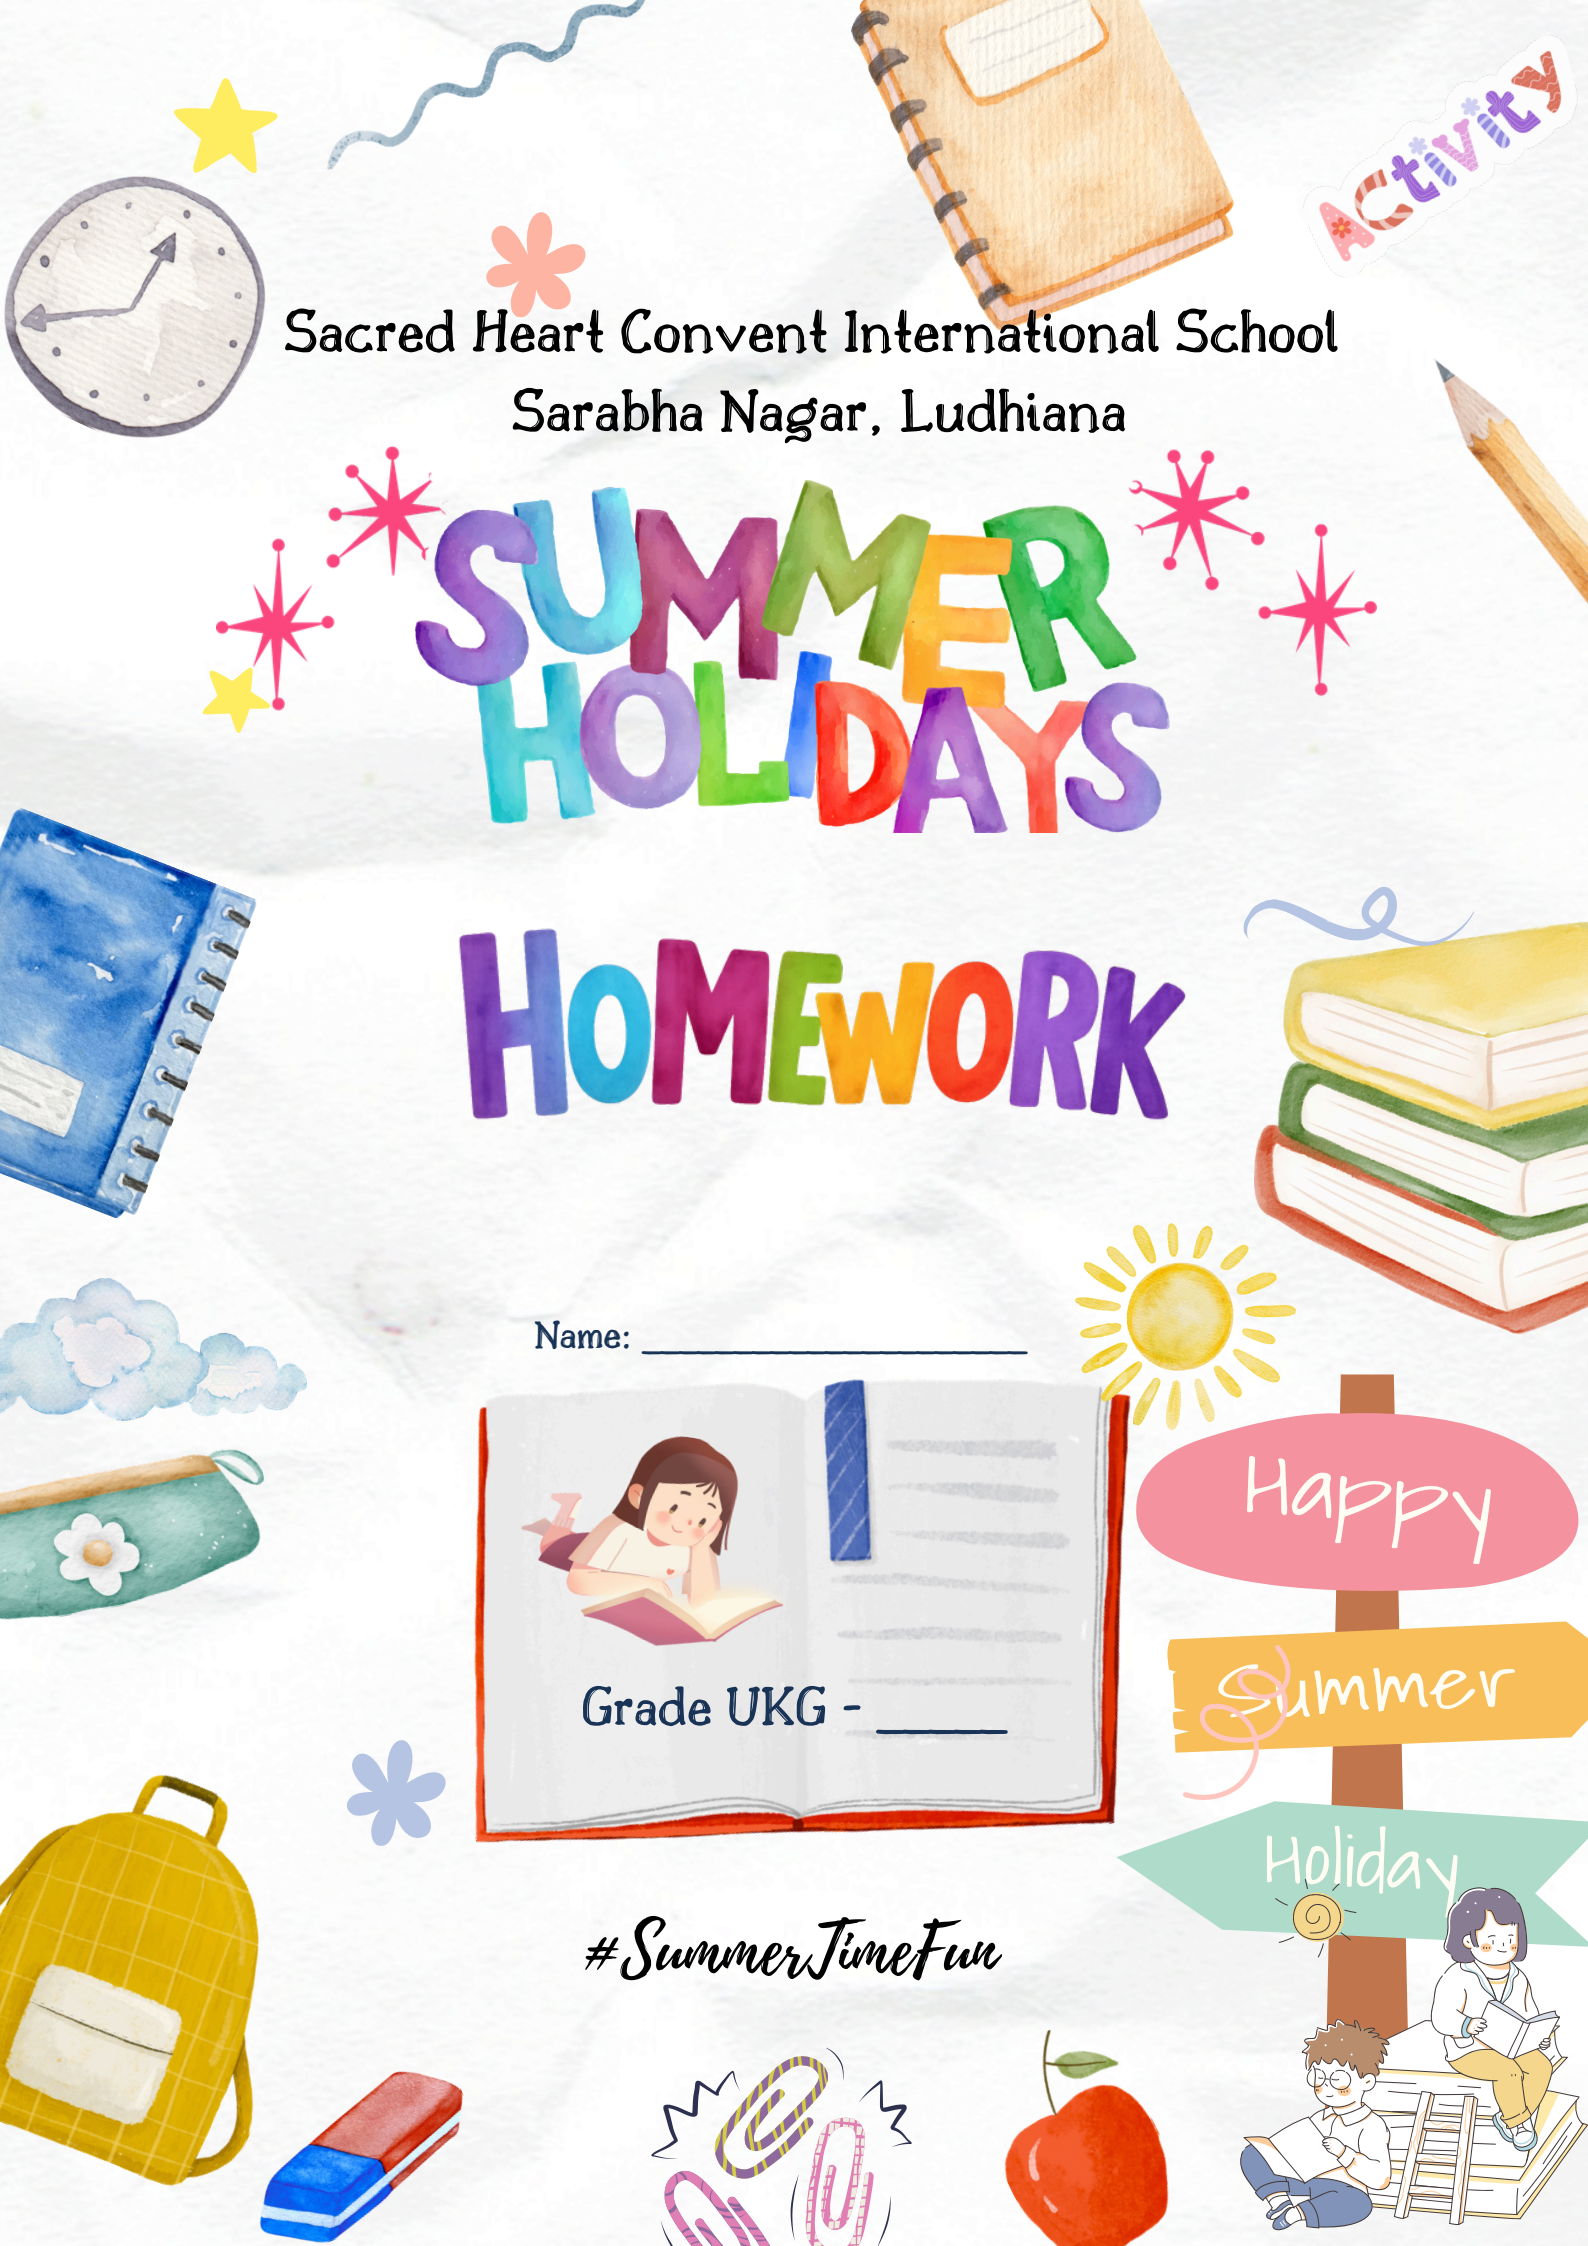 Activity
Sacred Heart Convent International School
Sarabha Nagar, Ludhiana
SUMMER
HOLIDAYS
HOMEWORK
Name: ____________________
Happy
Summer
Grade UKG - _____
Holiday
#SummerTimeFun